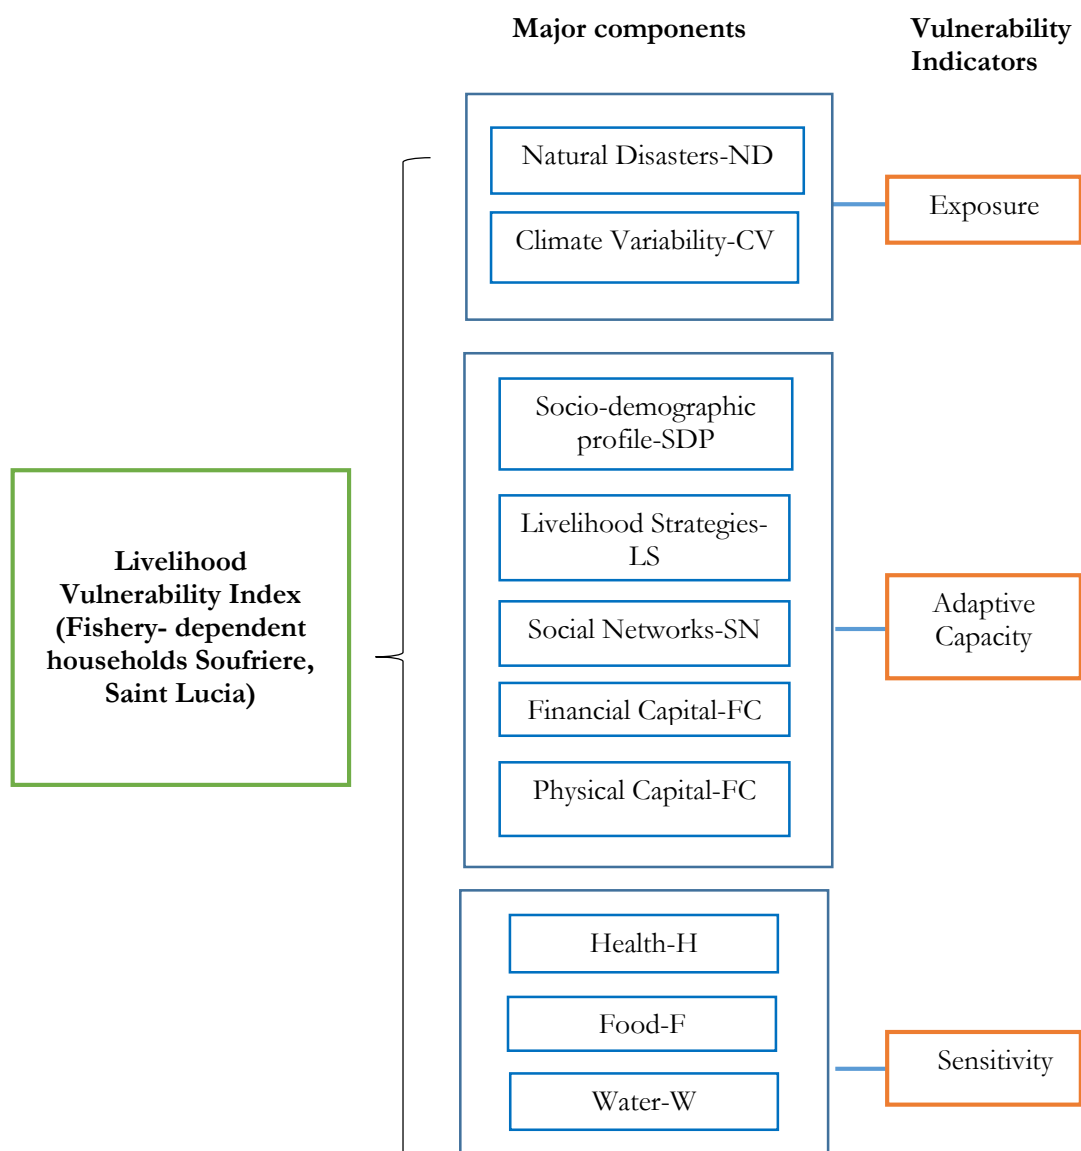 Major components
Vulnerability
Indicators
Natural Disasters-ND
Climate Variability-CV
Exposure
Socio-demographic
profile-SDP
Livelihood Strategies-
LS
Social Networks-SN
Financial Capital-FC
Physical Capital-FC
Adaptive
Capacity
Livelihood
Vulnerability Index
(Fishery- dependent
households Soufriere,
Saint Lucia)
Health-H
Food-F
Water-W
Sensitivity